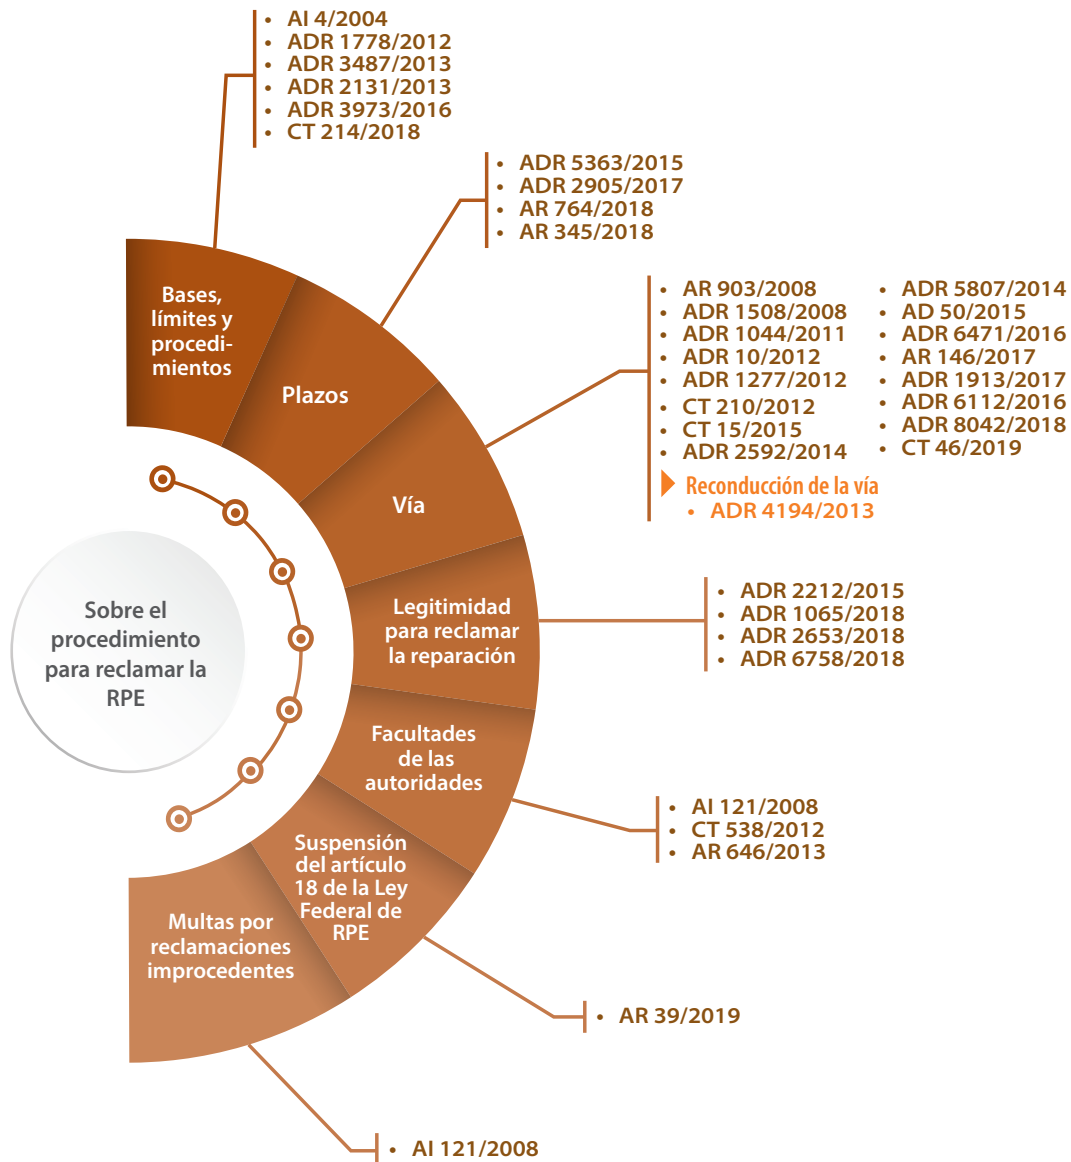 • AI 4/2004
• ADR 1778/2012
• ADR 3487/2013
• ADR 2131/2013
• ADR 3973/2016
• CT 214/2018
• ADR 5363/2015
• ADR 2905/2017
• AR 764/2018
• AR 345/2018
• AR 903/2008
• ADR 1508/2008
• ADR 1044/2011
• ADR 10/2012
• ADR 1277/2012
• CT 210/2012
• CT 15/2015
• ADR 2592/2014
• ADR 5807/2014
• AD 50/2015
• ADR 6471/2016
• AR 146/2017
• ADR 1913/2017
• ADR 6112/2016
• ADR 8042/2018
• CT 46/2019
Reconducción de la vía
• ADR 4194/2013
• ADR 2212/2015
• ADR 1065/2018
• ADR 2653/2018
• ADR 6758/2018
• AI 121/2008
• CT 538/2012
• AR 646/2013
• AR 39/2019
• AI 121/2008
Bases,
límites y
procedi-
mientos
Plazos
Vía
Legitimidad
para reclamar
la reparación
Facultades
de las
autoridades
Suspensión
del artículo
18 de la Ley
Federal de
RPE
Multas por
reclamaciones
improcedentes
Sobre el
procedimiento
para reclamar la
RPE